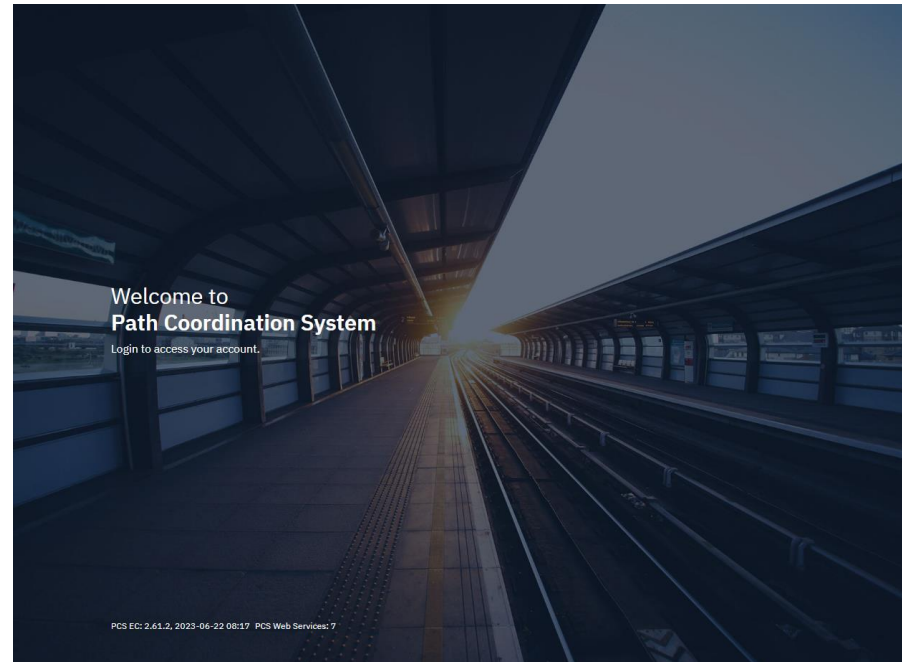 Welcome to
Path Coordination System
Login to access your account.
PCS EC: 2.61.2, 2023-06-22 08:17 PCS Web Services: 7